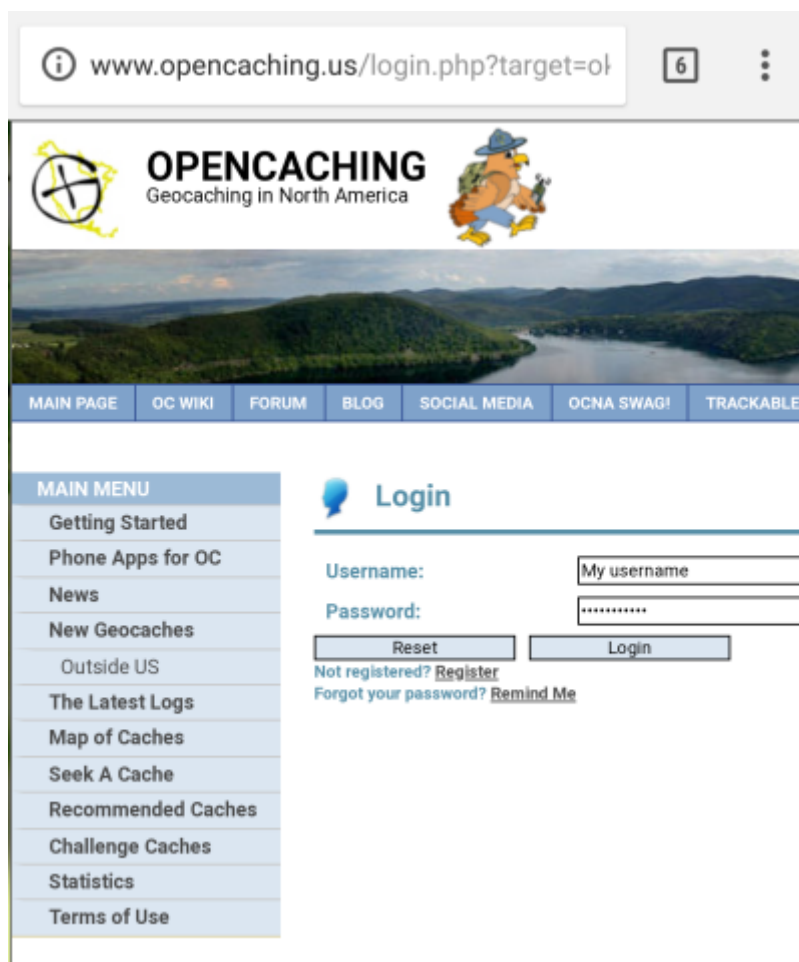 www.opencaching.us/login.php?target=ok
6
OPENCACHING
Geocaching in North America
MAIN PAGE OC WIKI FORUM BLOG SOCIAL MEDIA OCNA SWAG! TRACKABLE
MAIN MENU
Getting Started
Phone Apps for OC
News
New Geocaches
Outside US
The Latest Logs
Map of Caches
Seek A Cache
Recommended Caches
Challenge Caches
Statistics
Terms of Use
Login
Username: My username
Password: •••••••••••
Reset Login
Not registered? Register
Forgot your password? Remind Me